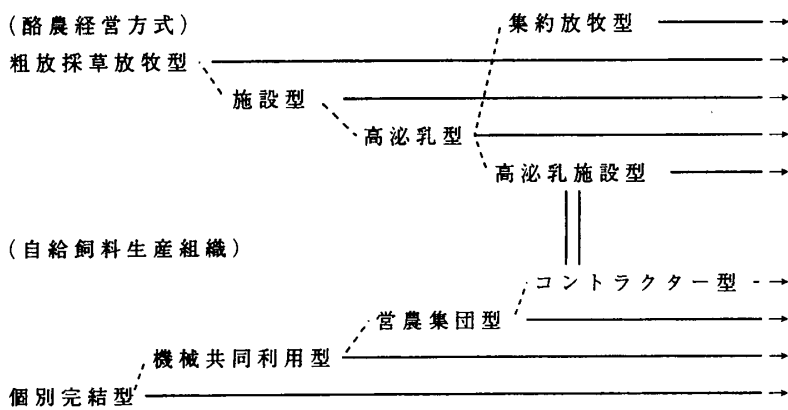 (酪農経営方式)
集約放牧型
粗放採草放牧型
施設型
高泌乳型
高泌乳施設型
(自給飼料生産組織)
コントラクター型
営農集団型
機械共同利用型
個別完結型